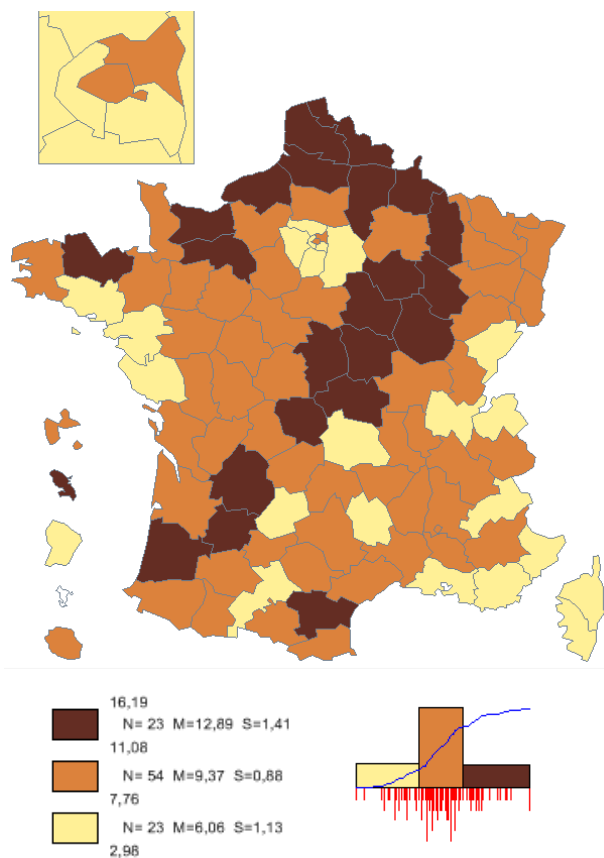 16,19
N= 23 M=12,89 S=1,41
11,08
N= 54 M=9,37 S=0,88
7,76
N= 23 M=6,06 S=1,13
2,98